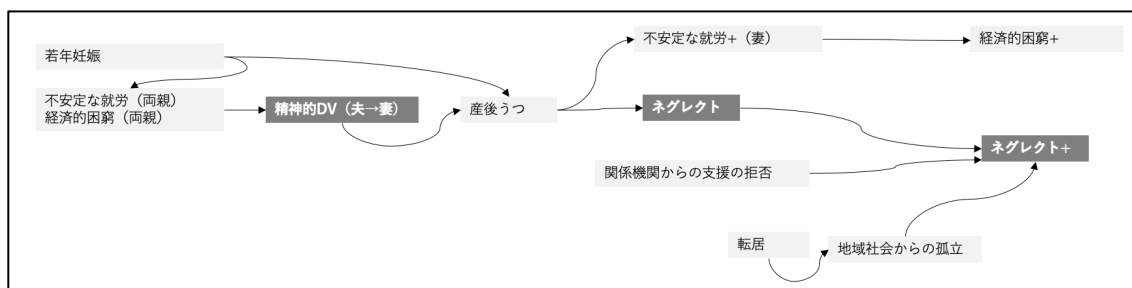 若年妊娠
不安定な就労（両親）
経済的困窮（両親）
精神的DV（夫→妻）
産後うつ
不安定な就労+（妻）
経済的困窮+
ネグレクト
ネグレクト+
関係機関からの支援の拒否
転居
地域社会からの孤立